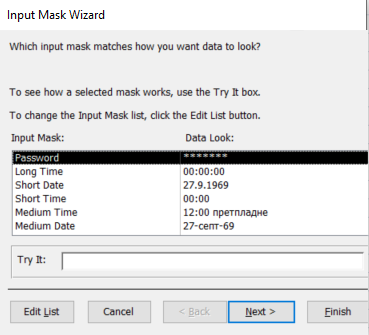 Input Mask Wizard
Which input mask matches how you want data to look?
To see how a selected mask works, use the Try It box.
To change the Input Mask list, click the Edit List button.
Input Mask: Data Look:
Password *******
Long Time 00:00:00
Short Date 27.9.1969
Short Time 00:00
Medium Time 12:00 претпладне
Medium Date 27-септ-69
Try It:
Edit List Cancel < Back Next > Finish